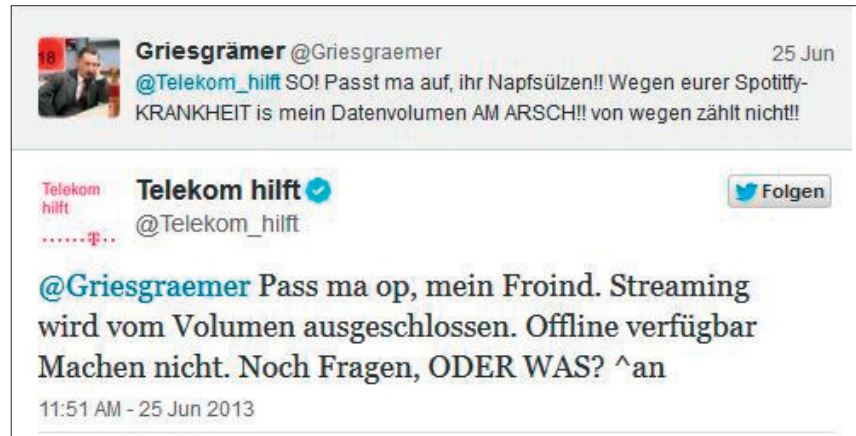 18
Griesgrämer @Griesgraemer 25 Jun
@Telekom_hilft SO! Passt ma auf, ihr Napfsülzen!! Wegen eurer Spotitfy-
KRANKHEIT is mein Datenvolumen AM ARSCH!! von wegen zählt nicht!!
Telekom
hilft
......T..
Telekom hilft
Folgen
@Telekom_hilft
@Griesgraemer Pass ma op, mein Froind. Streaming
wird vom Volumen ausgeschlossen. Offline verfügbar
Machen nicht. Noch Fragen, ODER WAS? ^an
11:51 AM - 25 Jun 2013